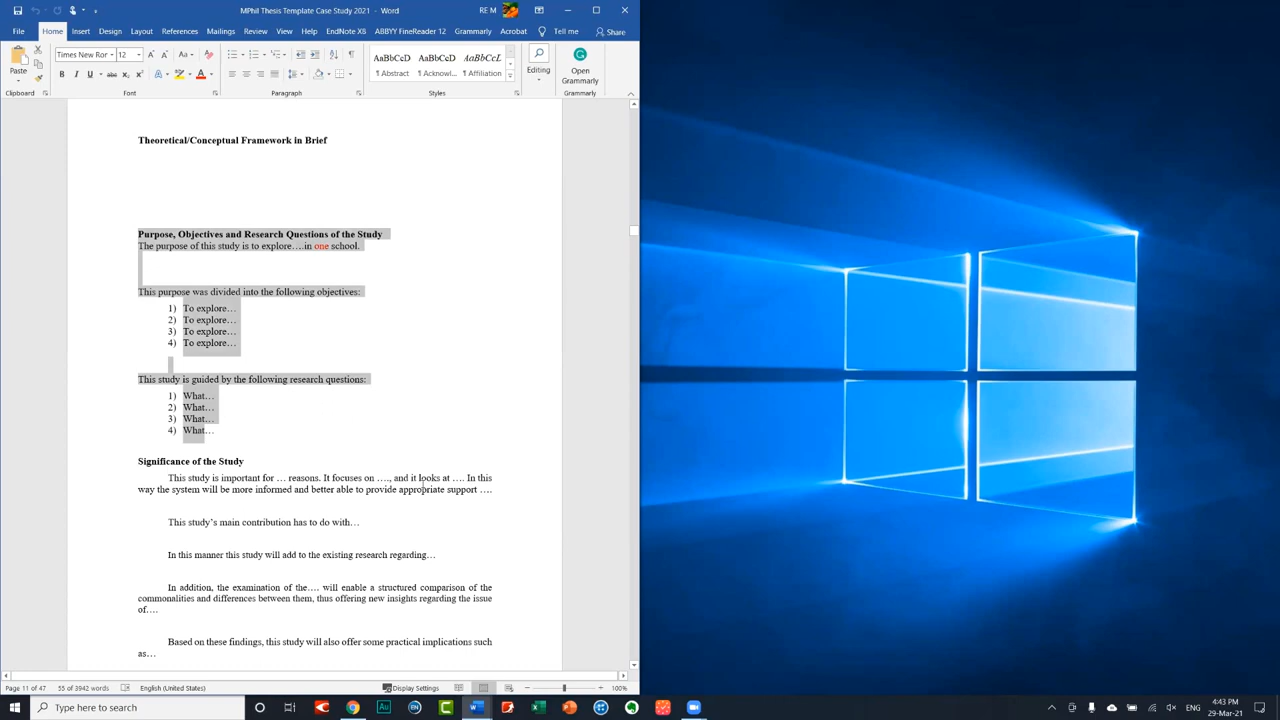 MPhil Thesis Template Case Study 2021 - Word
RE M
File Home Insert Design Layout References Mailings Review View Help EndNote X8 ABBYY FineReader 12 Grammarly Acrobat Tell me Share
Times New Ror 12
Paste
AaBbCcD AaBbCcD AaBbCcL
¶ Abstract ¶ Acknowl... ¶ Affiliation
Editing
Open
Grammarly
Clipboard Font Paragraph Styles Grammarly
Theoretical/Conceptual Framework in Brief
Purpose, Objectives and Research Questions of the Study
The purpose of this study is to explore….in one school.
This purpose was divided into the following objectives:
1) To explore…
2) To explore…
3) To explore…
4) To explore…
This study is guided by the following research questions:
1) What…
2) What…
3) What…
4) What…
Significance of the Study
This study is important for … reasons. It focuses on …., and it looks at …. In this
way the system will be more informed and better able to provide appropriate support ….
This study's main contribution has to do with…
In this manner this study will add to the existing research regarding…
In addition, the examination of the…. will enable a structured comparison of the
commonalities and differences between them, thus offering new insights regarding the issue
of….
Based on these findings, this study will also offer some practical implications such
as…
Page 11 of 47 55 of 3942 words English (United States) Display Settings 100%
Type here to search
ENG
4:43 PM
29-Mar-21